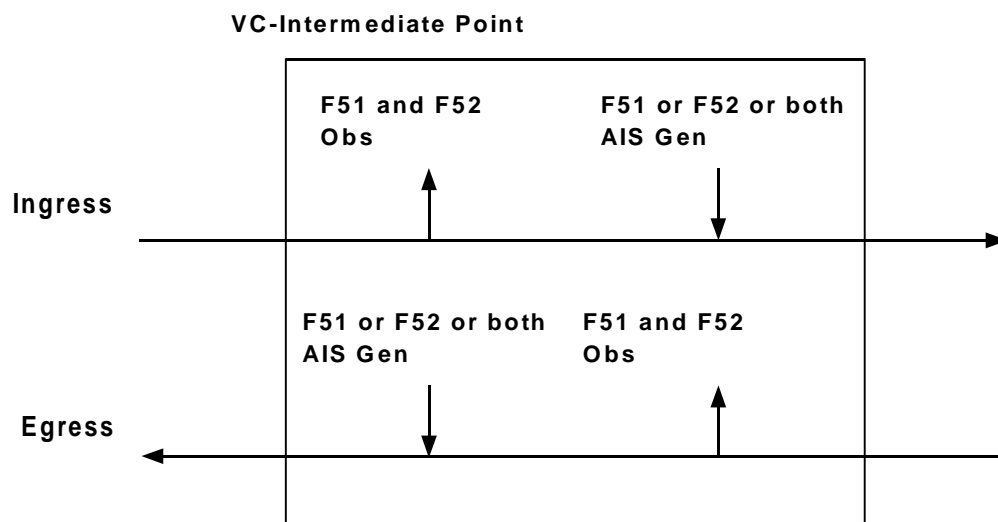 VC-Intermediate Point
F51 and F52
Obs
F51 or F52 or both
AIS Gen
Ingress
F51 or F52 or both
AIS Gen
F51 and F52
Obs
Egress